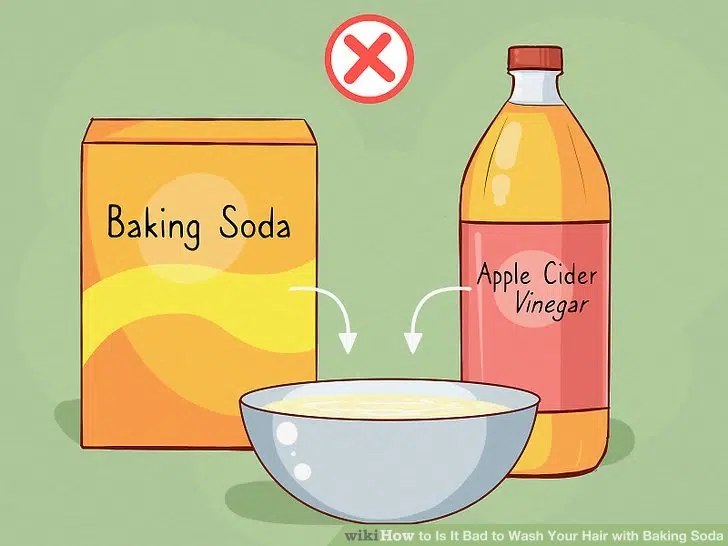 Baking Soda
Apple Cider
Vinegar
wikiHow to Is It Bad to Wash Your Hair with Baking Soda